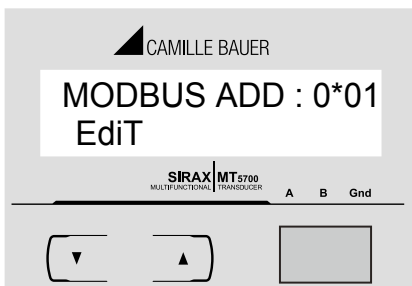 CAMILLE BAUER
MODBUS ADD : 0*01
EdiT
SIRAX MT5700
MULTIFUNCTIONAL TRANSDUCER
A B Gnd